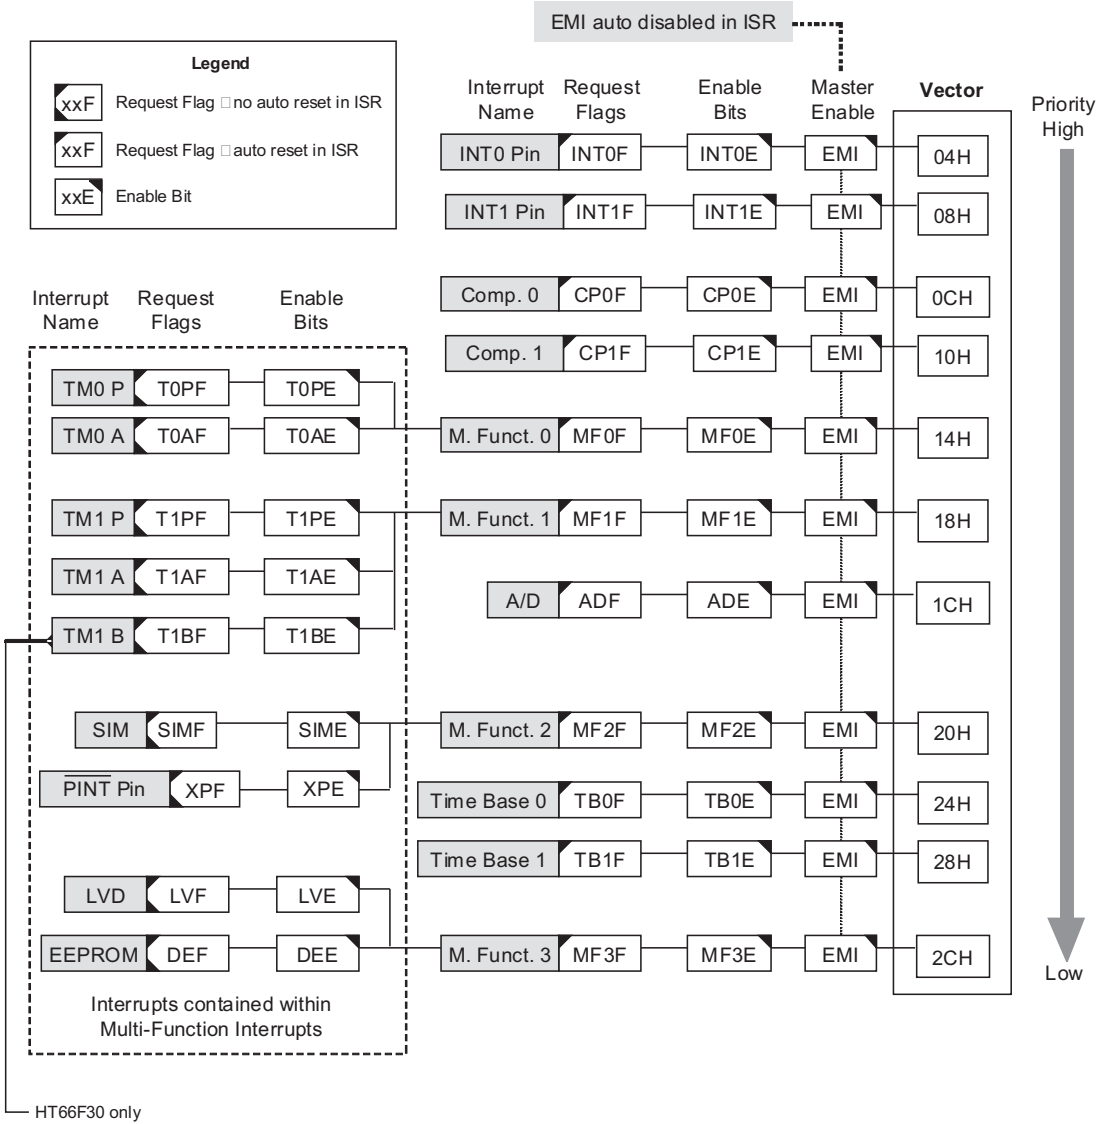 EMI auto disabled in ISR
Legend
xxF Request Flag □ no auto reset in ISR
xxF Request Flag □ auto reset in ISR
xxE Enable Bit
Interrupt Name Request Flags Enable Bits Master Enable Vector
Priority High
INT0 Pin INT0F INT0E EMI 04H
INT1 Pin INT1F INT1E EMI 08H
Comp. 0 CP0F CP0E EMI 0CH
Comp. 1 CP1F CP1E EMI 10H
Interrupt Name Request Flags Enable Bits
TM0 P T0PF T0PE
TM0 A T0AF T0AE M. Funct. 0 MF0F MF0E EMI 14H
TM1 P T1PF T1PE M. Funct. 1 MF1F MF1E EMI 18H
TM1 A T1AF T1AE
A/D ADF ADE EMI 1CH
TM1 B T1BF T1BE
SIM SIMF SIME M. Funct. 2 MF2F MF2E EMI 20H
PINT Pin XPF XPE
Time Base 0 TB0F TB0E EMI 24H
Time Base 1 TB1F TB1E EMI 28H
LVD LVF LVE
EEPROM DEF DEE M. Funct. 3 MF3F MF3E EMI 2CH
Low
Interrupts contained within
Multi-Function Interrupts
HT66F30 only